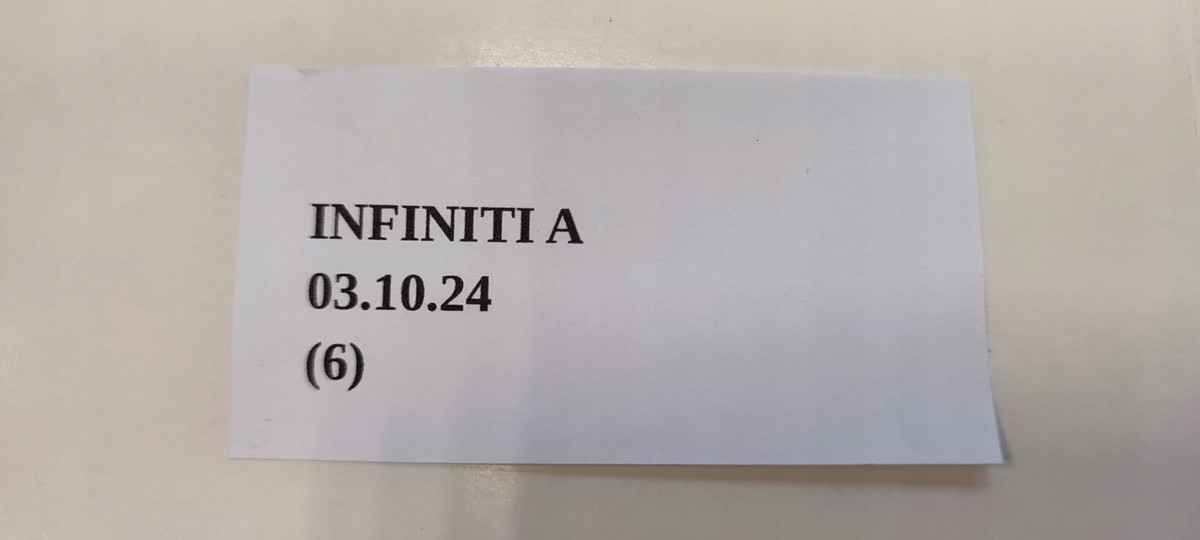 INFINITI A
03.10.24
(6)